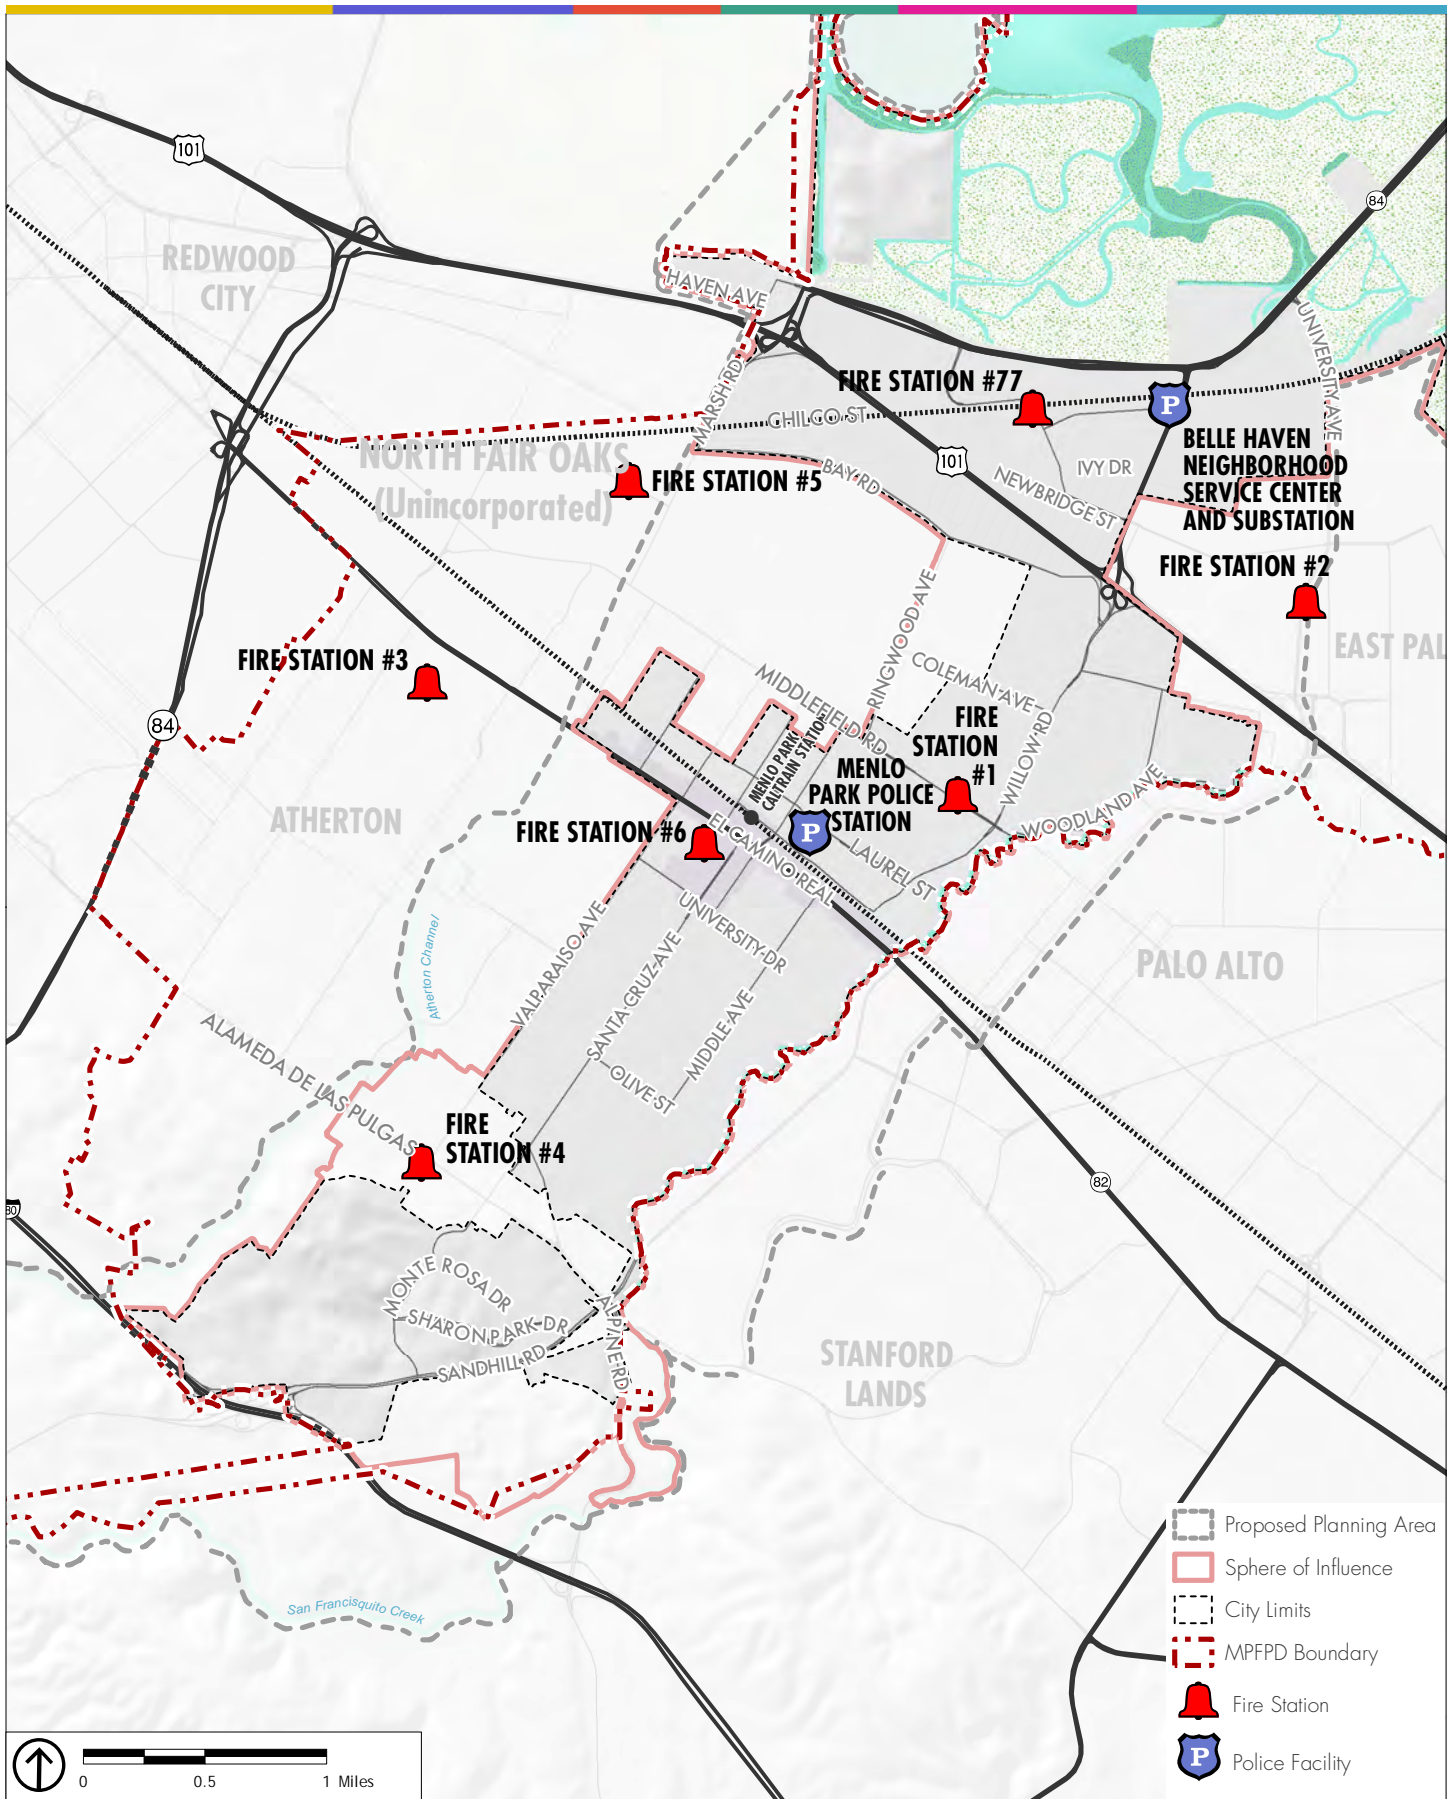 101
84
REDWOOD
CITY
HAVEN AVE
UNIVERSITY AVE
MARSH RD
FIRE STATION #77
CHILCO ST
P
NORTH FAIR OAKS
(Unincorporated)
FIRE STATION #5
BAY RD
101
IVY DR
NEWBRIDGE ST
BELLE HAVEN
NEIGHBORHOOD
SERVICE CENTER
AND SUBSTATION
FIRE STATION #2
EAST PAL
FIRE STATION #3
84
RINGWOOD AVE
COLEMAN AVE
MIDDLEFIELD RD
MENLO PARK
CALTRAIN STATION
FIRE
STATION
#1
WILLOW RD
MENLO
PARK POLICE
STATION
P
WOODLAND AVE
ATHERTON
FIRE STATION #6
EL CAMINO REAL
LAUREL ST
UNIVERSITY DR
VALPARAISO AVE
SANTA CRUZ AVE
MIDDLE AVE
OLIVE ST
PALO ALTO
Atherton Channel
ALAMEDA DE LAS PULGAS
FIRE
STATION #4
82
80
MONTE ROSA DR
SHARON PARK DR
SANDHILL RD
ALPINE RD
STANFORD
LANDS
San Francisquito Creek
Proposed Planning Area
Sphere of Influence
City Limits
MPFPD Boundary
Fire Station
P
Police Facility
0 0.5 1 Miles